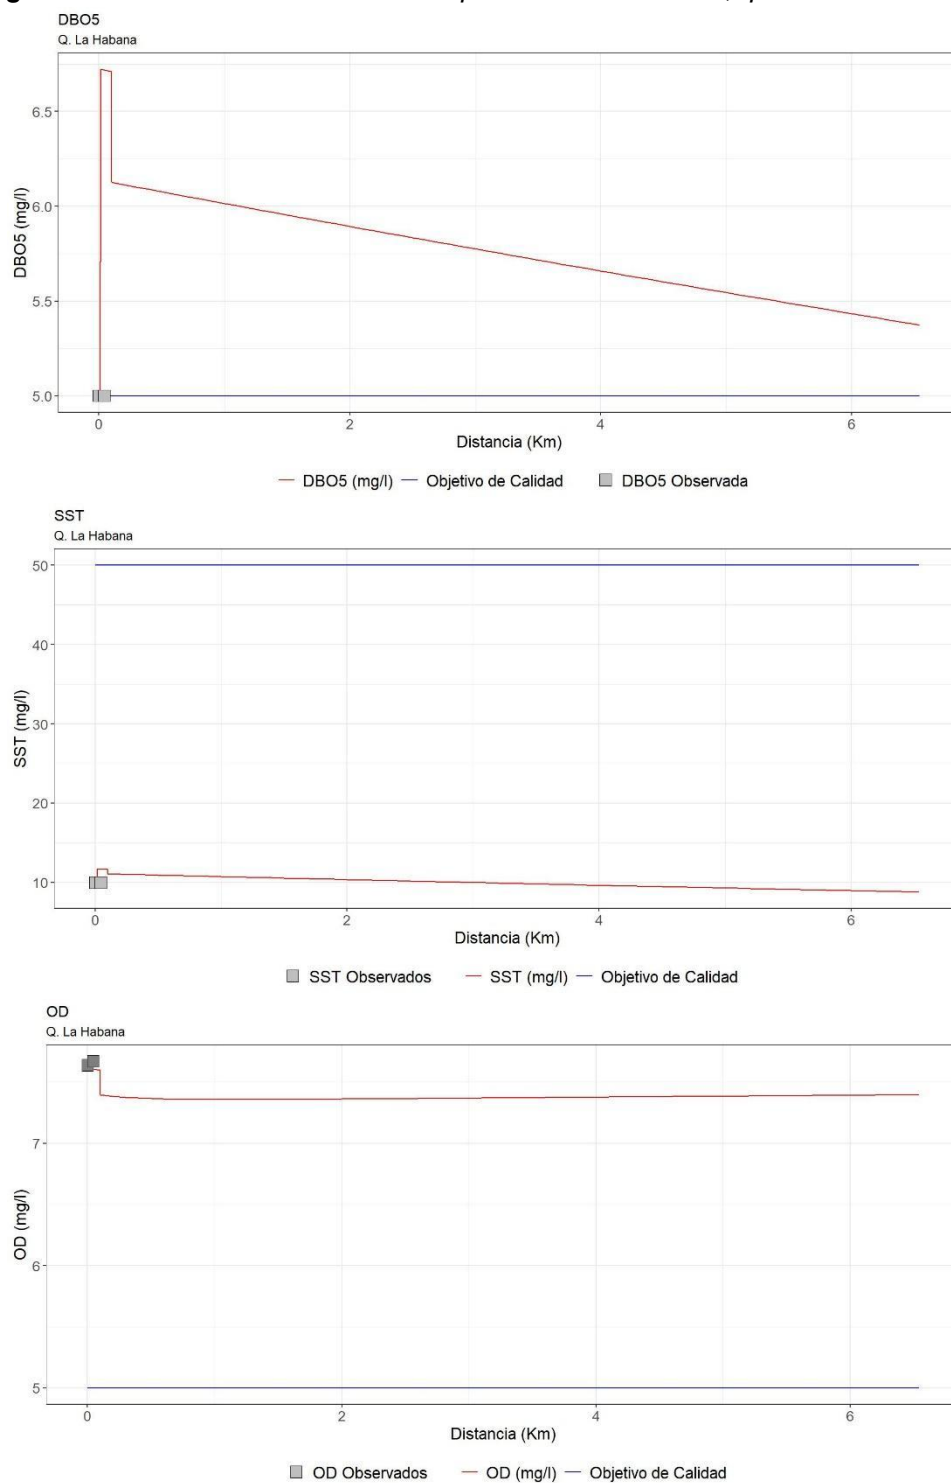 DBO5
Q. La Habana
6.5
6.0
5.5
5.0
DBO5 (mg/l)
0 2 4 6
Distancia (Km)
DBO5 (mg/l) Objetivo de Calidad DBO5 Observada
SST
Q. La Habana
50
40
30
20
10
SST (mg/l)
0 2 4 6
Distancia (Km)
SST Observados SST (mg/l) Objetivo de Calidad
OD
Q. La Habana
7
6
5
OD (mg/l)
0 2 4 6
Distancia (Km)
OD Observados OD (mg/l) Objetivo de Calidad